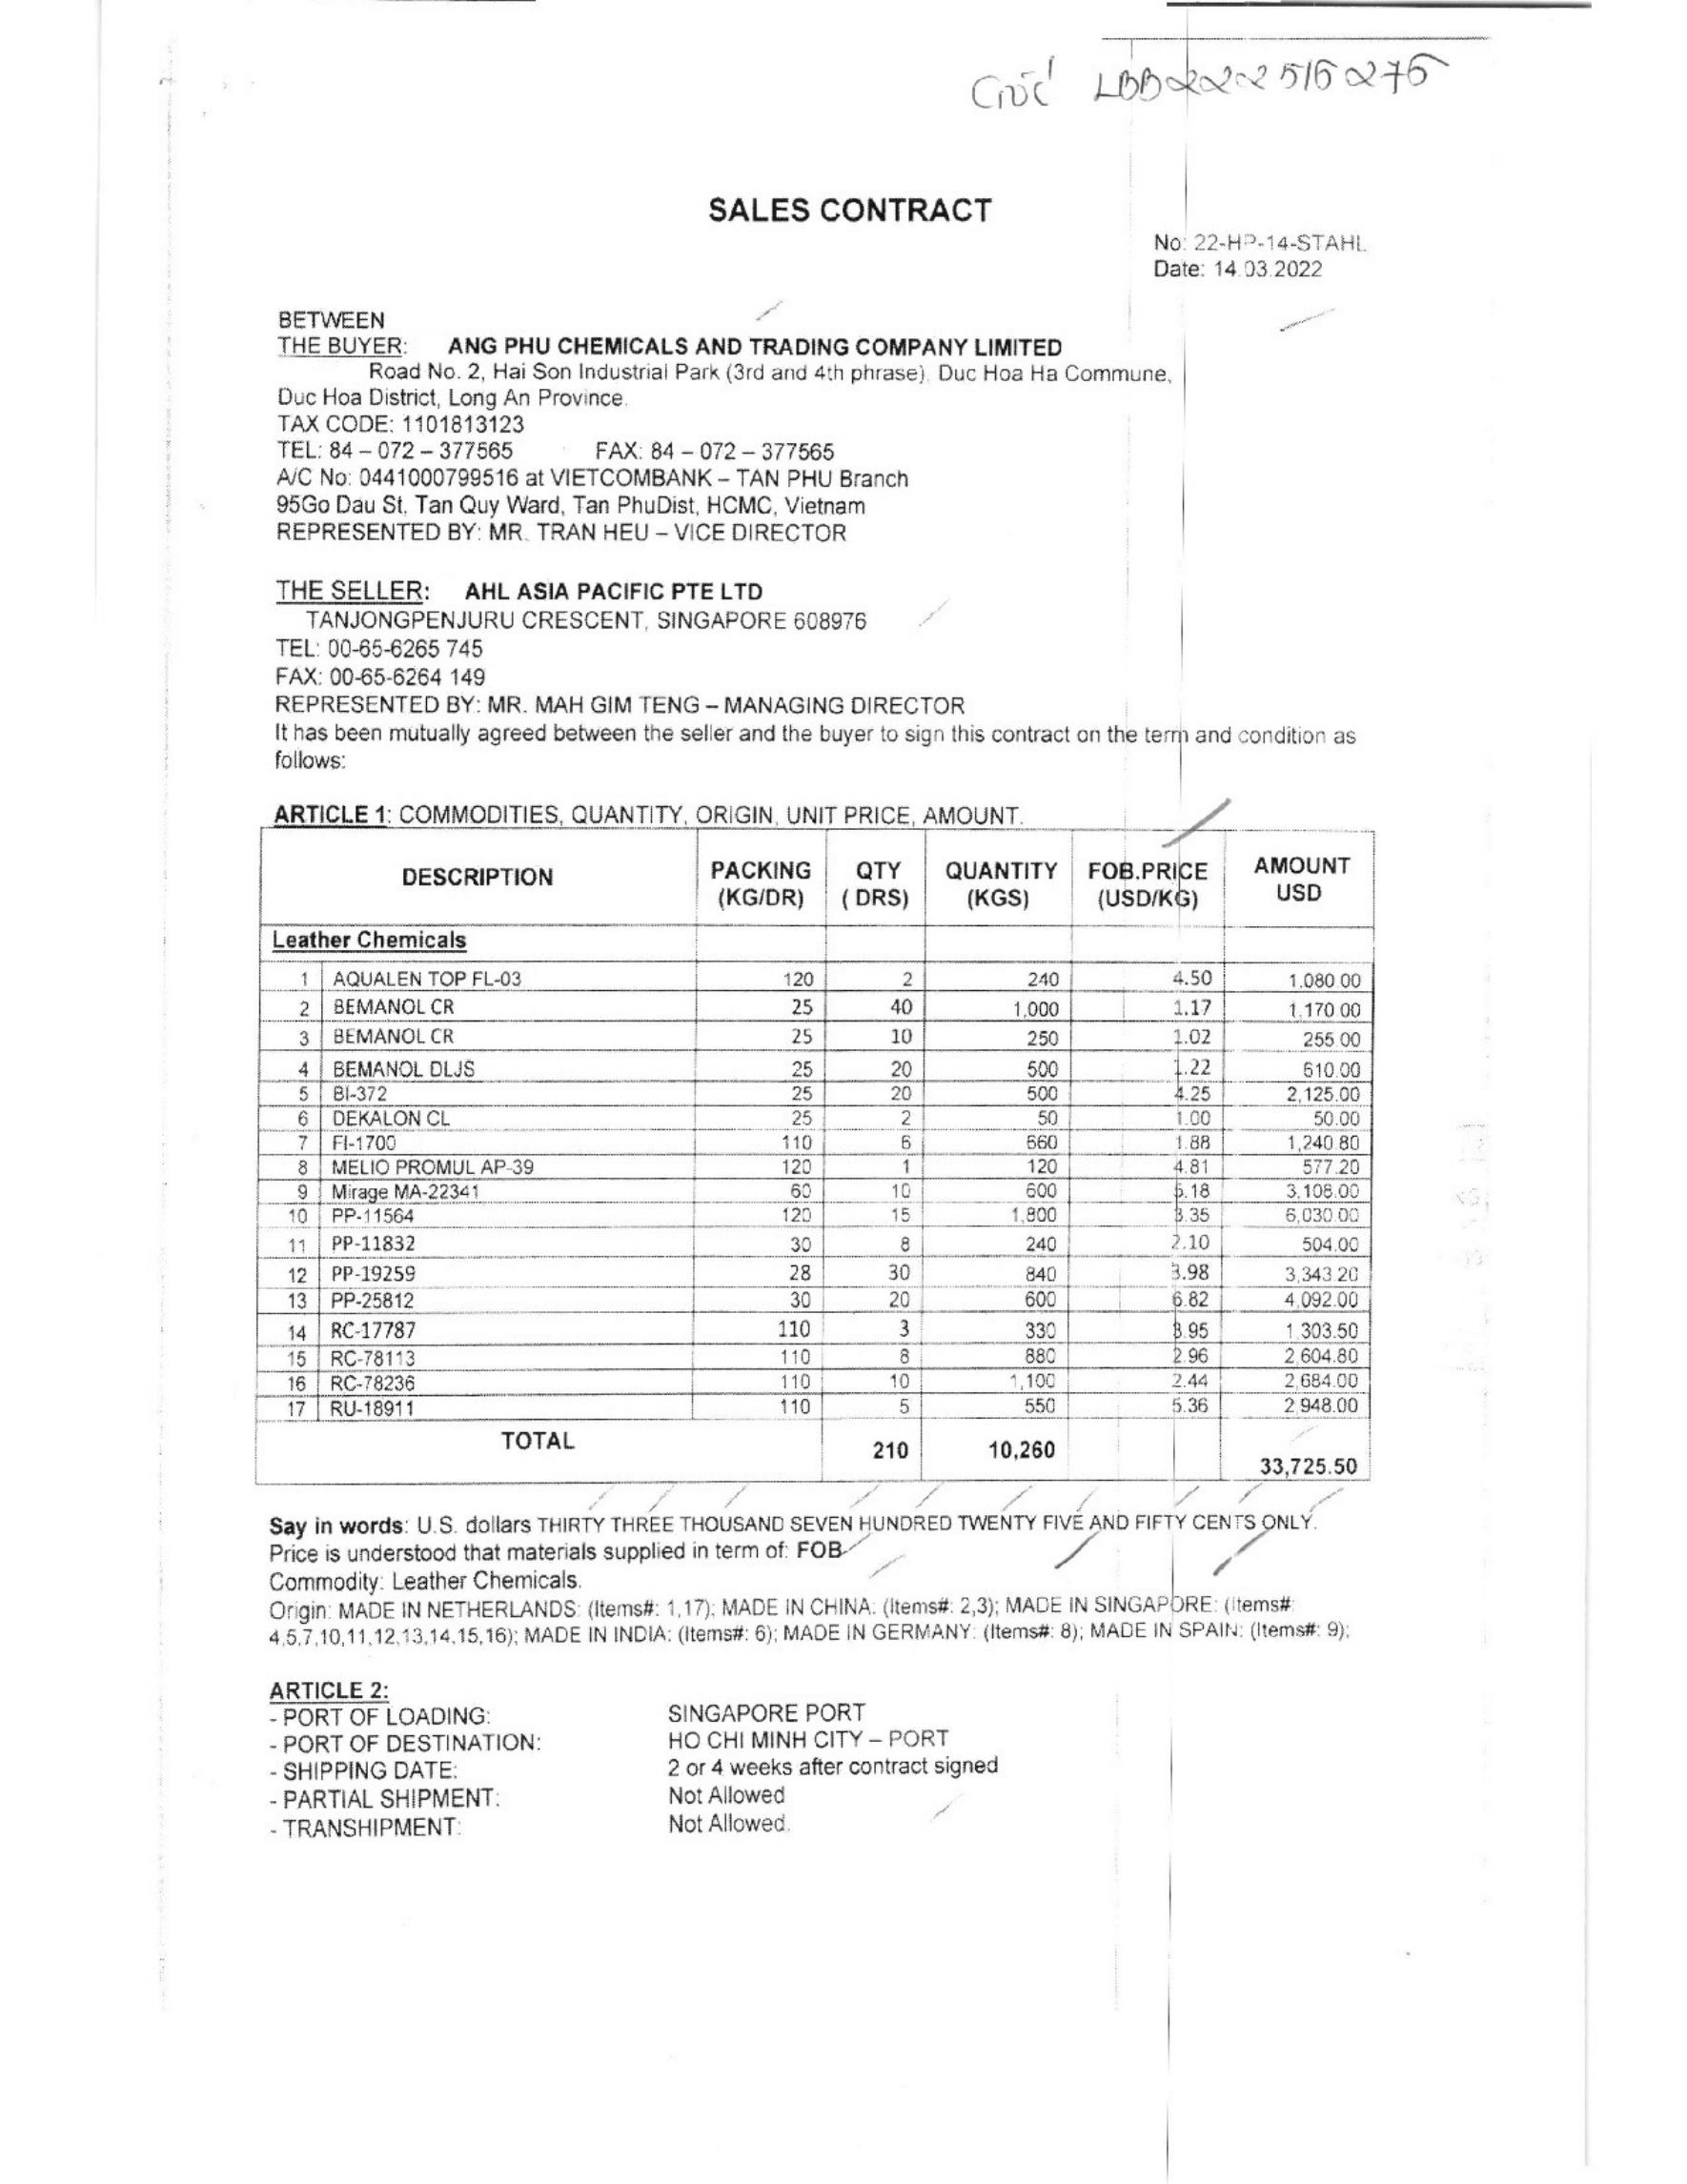 LBB222516276
SALES CONTRACT
No: 22-HP-14-STAHL
Date: 14.03.2022
BETWEEN
THE BUYER: ANG PHU CHEMICALS AND TRADING COMPANY LIMITED
Road No. 2, Hai Son Industrial Park (3rd and 4th phrase), Duc Hoa Ha Commune,
Duc Hoa District, Long An Province.
TAX CODE: 1101813123
TEL: 84 – 072 – 377565 FAX: 84 – 072 – 377565
A/C No: 0441000799516 at VIETCOMBANK – TAN PHU Branch
95Go Dau St, Tan Quy Ward, Tan PhuDist, HCMC, Vietnam
REPRESENTED BY: MR. TRAN HEU – VICE DIRECTOR
THE SELLER: AHL ASIA PACIFIC PTE LTD
TANJONGPENJURU CRESCENT, SINGAPORE 608976
TEL: 00-65-6265 745
FAX: 00-65-6264 149
REPRESENTED BY: MR. MAH GIM TENG – MANAGING DIRECTOR
It has been mutually agreed between the seller and the buyer to sign this contract on the term and condition as
follows:
ARTICLE 1: COMMODITIES, QUANTITY, ORIGIN, UNIT PRICE, AMOUNT.
DESCRIPTION PACKING (KG/DR) QTY ( DRS) QUANTITY (KGS) FOB.PRICE (USD/KG) AMOUNT USD
Leather Chemicals
1 AQUALEN TOP FL-03 120 2 240 4.50 1.080.00
2 BEMANOL CR 25 40 1,000 1.17 1,170.00
3 BEMANOL CR 25 10 250 1.02 255.00
4 BEMANOL DLJS 25 20 500 1.22 610.00
5 BI-372 25 20 500 4.25 2,125.00
6 DEKALON CL 25 2 50 1.00 50.00
7 FI-1700 110 6 660 1.88 1,240.80
8 MELIO PROMUL AP-39 120 1 120 4.81 577.20
9 Mirage MA-22341 60 10 600 5.18 3,108.00
10 PP-11564 120 15 1,800 3.35 6,030.00
11 PP-11832 30 8 240 2.10 504.00
12 PP-19259 28 30 840 3.98 3,343.20
13 PP-25812 30 20 600 6.82 4,092.00
14 RC-17787 110 3 330 3.95 1,303.50
15 RC-78113 110 8 880 2.96 2,604.80
16 RC-78236 110 10 1,100 2.44 2,684.00
17 RU-18911 110 5 550 5.36 2,948.00
TOTAL 210 10,260 33,725.50
Say in words: U.S. dollars THIRTY THREE THOUSAND SEVEN HUNDRED TWENTY FIVE AND FIFTY CENTS ONLY.
Price is understood that materials supplied in term of: FOB
Commodity: Leather Chemicals.
Origin: MADE IN NETHERLANDS: (Items#: 1,17); MADE IN CHINA: (Items#: 2,3); MADE IN SINGAPORE: (Items#:
4,5,7,10,11,12,13,14,15,16); MADE IN INDIA: (Items#: 6); MADE IN GERMANY: (Items#: 8); MADE IN SPAIN: (Items#: 9);
ARTICLE 2:
- PORT OF LOADING: SINGAPORE PORT
- PORT OF DESTINATION: HO CHI MINH CITY – PORT
- SHIPPING DATE: 2 or 4 weeks after contract signed
- PARTIAL SHIPMENT: Not Allowed
- TRANSHIPMENT: Not Allowed.